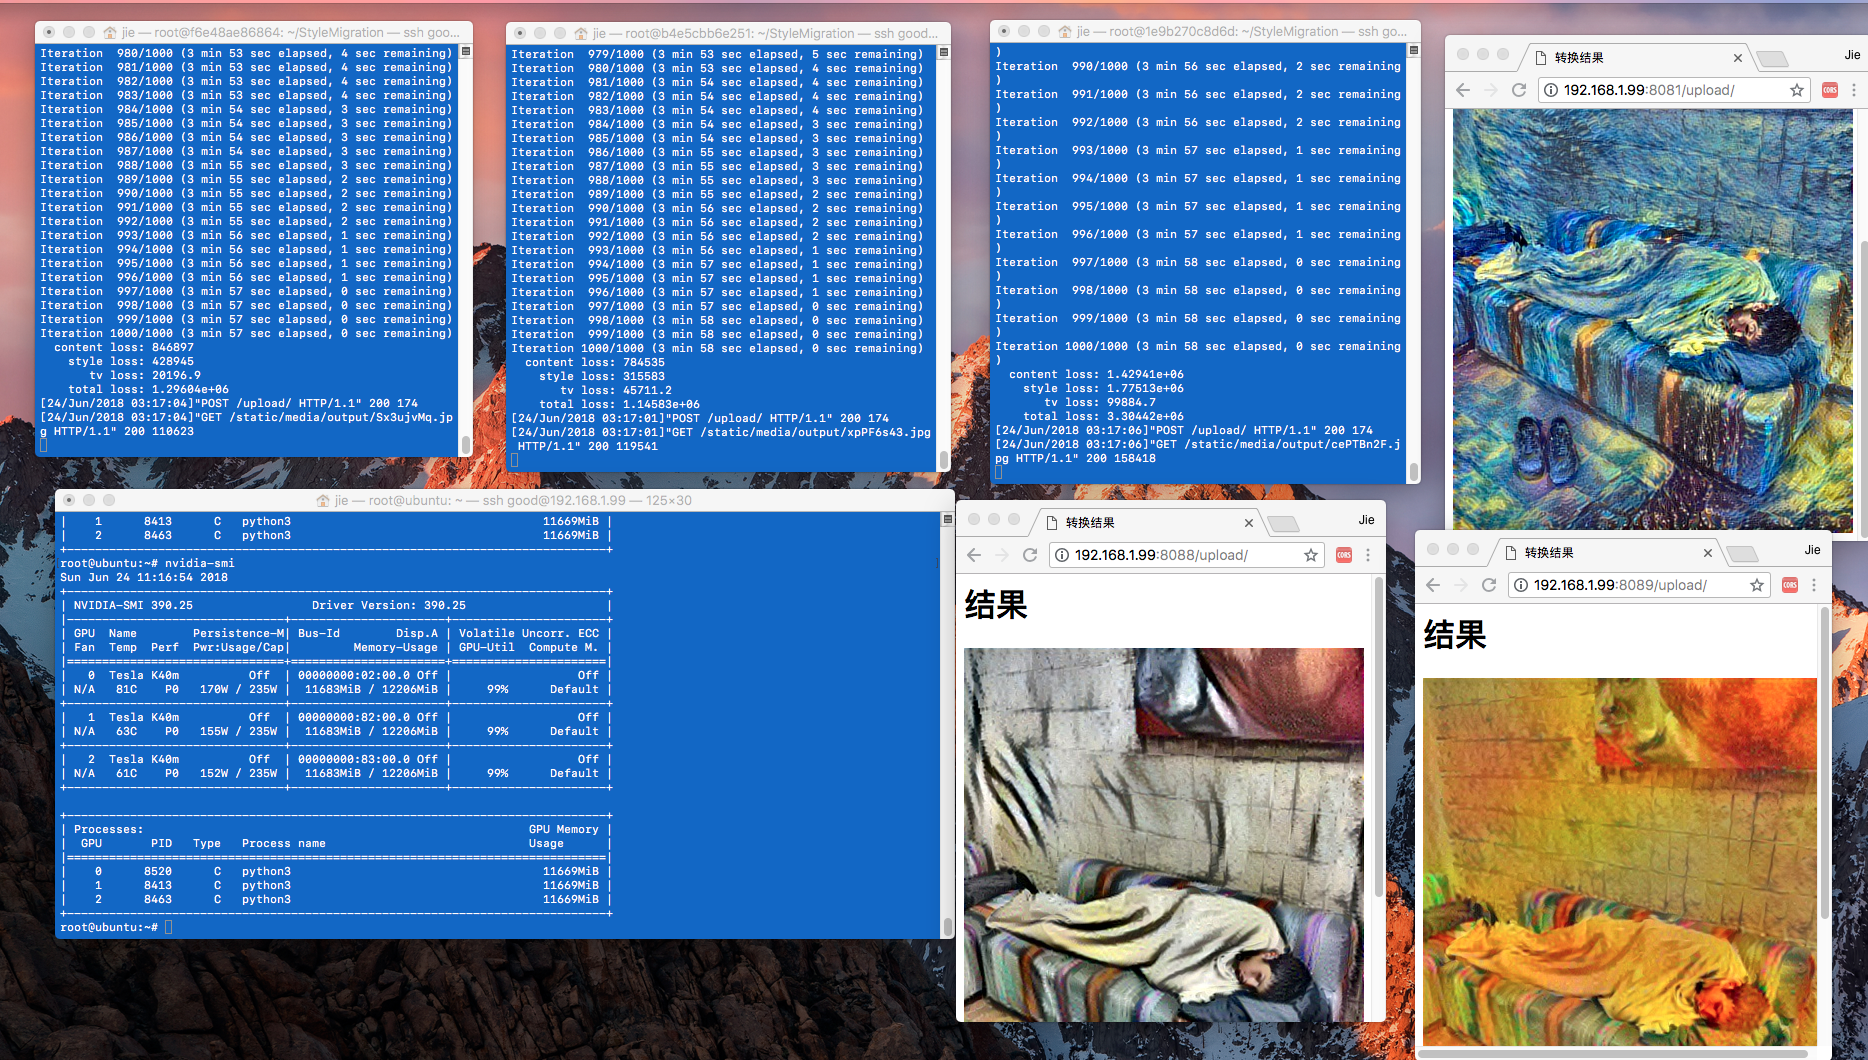 jie — root@f6e48ae86864: ~/StyleMigration — ssh goo...
Iteration  980/1000 (3 min 53 sec elapsed, 4 sec remaining)
Iteration  981/1000 (3 min 53 sec elapsed, 4 sec remaining)
Iteration  982/1000 (3 min 53 sec elapsed, 4 sec remaining)
Iteration  983/1000 (3 min 53 sec elapsed, 4 sec remaining)
Iteration  984/1000 (3 min 54 sec elapsed, 3 sec remaining)
Iteration  985/1000 (3 min 54 sec elapsed, 3 sec remaining)
Iteration  986/1000 (3 min 54 sec elapsed, 3 sec remaining)
Iteration  987/1000 (3 min 54 sec elapsed, 3 sec remaining)
Iteration  988/1000 (3 min 55 sec elapsed, 3 sec remaining)
Iteration  989/1000 (3 min 55 sec elapsed, 2 sec remaining)
Iteration  990/1000 (3 min 55 sec elapsed, 2 sec remaining)
Iteration  991/1000 (3 min 55 sec elapsed, 2 sec remaining)
Iteration  992/1000 (3 min 55 sec elapsed, 2 sec remaining)
Iteration  993/1000 (3 min 56 sec elapsed, 1 sec remaining)
Iteration  994/1000 (3 min 56 sec elapsed, 1 sec remaining)
Iteration  995/1000 (3 min 56 sec elapsed, 1 sec remaining)
Iteration  996/1000 (3 min 56 sec elapsed, 1 sec remaining)
Iteration  997/1000 (3 min 57 sec elapsed, 0 sec remaining)
Iteration  998/1000 (3 min 57 sec elapsed, 0 sec remaining)
Iteration  999/1000 (3 min 57 sec elapsed, 0 sec remaining)
Iteration 1000/1000 (3 min 57 sec elapsed, 0 sec remaining)
content loss: 846897
style loss: 428945
tv loss: 20196.9
total loss: 1.29604e+06
[24/Jun/2018 03:17:04]"POST /upload/ HTTP/1.1" 200 174
[24/Jun/2018 03:17:04]"GET /static/media/output/Sx3ujvMq.jp
g HTTP/1.1" 200 110623
jie — root@b4e5cbb6e251: ~/StyleMigration — ssh good...
Iteration  979/1000 (3 min 53 sec elapsed, 5 sec remaining)
Iteration  980/1000 (3 min 53 sec elapsed, 4 sec remaining)
Iteration  981/1000 (3 min 54 sec elapsed, 4 sec remaining)
Iteration  982/1000 (3 min 54 sec elapsed, 4 sec remaining)
Iteration  983/1000 (3 min 54 sec elapsed, 4 sec remaining)
Iteration  984/1000 (3 min 54 sec elapsed, 3 sec remaining)
Iteration  985/1000 (3 min 54 sec elapsed, 3 sec remaining)
Iteration  986/1000 (3 min 55 sec elapsed, 3 sec remaining)
Iteration  987/1000 (3 min 55 sec elapsed, 3 sec remaining)
Iteration  988/1000 (3 min 55 sec elapsed, 3 sec remaining)
Iteration  989/1000 (3 min 55 sec elapsed, 2 sec remaining)
Iteration  990/1000 (3 min 56 sec elapsed, 2 sec remaining)
Iteration  991/1000 (3 min 56 sec elapsed, 2 sec remaining)
Iteration  992/1000 (3 min 56 sec elapsed, 2 sec remaining)
Iteration  993/1000 (3 min 56 sec elapsed, 1 sec remaining)
Iteration  994/1000 (3 min 57 sec elapsed, 1 sec remaining)
Iteration  995/1000 (3 min 57 sec elapsed, 1 sec remaining)
Iteration  996/1000 (3 min 57 sec elapsed, 1 sec remaining)
Iteration  997/1000 (3 min 57 sec elapsed, 0 sec remaining)
Iteration  998/1000 (3 min 58 sec elapsed, 0 sec remaining)
Iteration  999/1000 (3 min 58 sec elapsed, 0 sec remaining)
Iteration 1000/1000 (3 min 58 sec elapsed, 0 sec remaining)
content loss: 784535
style loss: 315583
tv loss: 45711.2
total loss: 1.14583e+06
[24/Jun/2018 03:17:01]"POST /upload/ HTTP/1.1" 200 174
[24/Jun/2018 03:17:01]"GET /static/media/output/xpPF6s43.jpg
HTTP/1.1" 200 119541
jie — root@1e9b270c8d6d: ~/StyleMigration — ssh go...
)
Iteration  990/1000 (3 min 56 sec elapsed, 2 sec remaining
)
Iteration  991/1000 (3 min 56 sec elapsed, 2 sec remaining
)
Iteration  992/1000 (3 min 56 sec elapsed, 2 sec remaining
)
Iteration  993/1000 (3 min 57 sec elapsed, 1 sec remaining
)
Iteration  994/1000 (3 min 57 sec elapsed, 1 sec remaining
)
Iteration  995/1000 (3 min 57 sec elapsed, 1 sec remaining
)
Iteration  996/1000 (3 min 57 sec elapsed, 1 sec remaining
)
Iteration  997/1000 (3 min 58 sec elapsed, 0 sec remaining
)
Iteration  998/1000 (3 min 58 sec elapsed, 0 sec remaining
)
Iteration  999/1000 (3 min 58 sec elapsed, 0 sec remaining
)
Iteration 1000/1000 (3 min 58 sec elapsed, 0 sec remaining
)
content loss: 1.42941e+06
style loss: 1.77513e+06
tv loss: 99884.7
total loss: 3.30442e+06
[24/Jun/2018 03:17:06]"POST /upload/ HTTP/1.1" 200 174
[24/Jun/2018 03:17:06]"GET /static/media/output/cePTBn2F.j
pg HTTP/1.1" 200 158418
转换结果
Jie
192.168.1.99:8081/upload/
CORS
jie — root@ubuntu: ~ — ssh good@192.168.1.99 — 125×30
|    1      8413      C   python3                                    11669MiB |
|    2      8463      C   python3                                    11669MiB |
root@ubuntu:~# nvidia-smi
Sun Jun 24 11:16:54 2018
| NVIDIA-SMI 390.25                 Driver Version: 390.25                    |
| GPU  Name        Persistence-M| Bus-Id        Disp.A | Volatile Uncorr. ECC |
| Fan  Temp  Perf  Pwr:Usage/Cap|         Memory-Usage | GPU-Util  Compute M. |
|   0  Tesla K40m          Off  | 00000000:02:00.0 Off |                  Off |
| N/A   81C    P0   170W / 235W |  11683MiB / 12206MiB |     99%      Default |
|   1  Tesla K40m          Off  | 00000000:82:00.0 Off |                  Off |
| N/A   63C    P0   155W / 235W |  11683MiB / 12206MiB |     99%      Default |
|   2  Tesla K40m          Off  | 00000000:83:00.0 Off |                  Off |
| N/A   61C    P0   152W / 235W |  11683MiB / 12206MiB |     99%      Default |
| Processes:                                                       GPU Memory |
|  GPU       PID   Type   Process name                             Usage      |
|    0      8520      C   python3                                    11669MiB |
|    1      8413      C   python3                                    11669MiB |
|    2      8463      C   python3                                    11669MiB |
root@ubuntu:~#
转换结果
Jie
192.168.1.99:8088/upload/
CORS
结果
转换结果
Jie
192.168.1.99:8089/upload/
CORS
结果